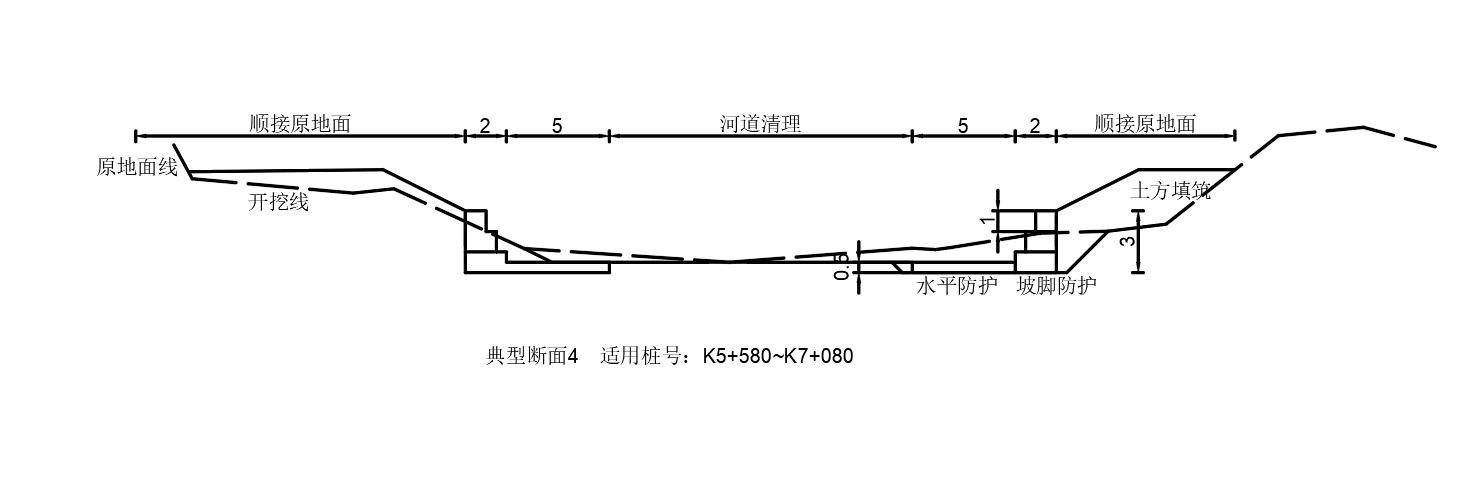 顺接原地面 2 5 河道清理 5 2 顺接原地面
原地面线
开挖线
土方填筑
1
3
0.5
水平防护 坡脚防护
典型断面4 适用桩号：K5+580~K7+080